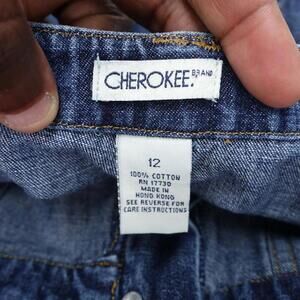 CHEROKEE. BRAND
12
100% COTTON
RN 17730
MADE IN
HONG KONG
SEE REVERSE FOR
CARE INSTRUCTIONS